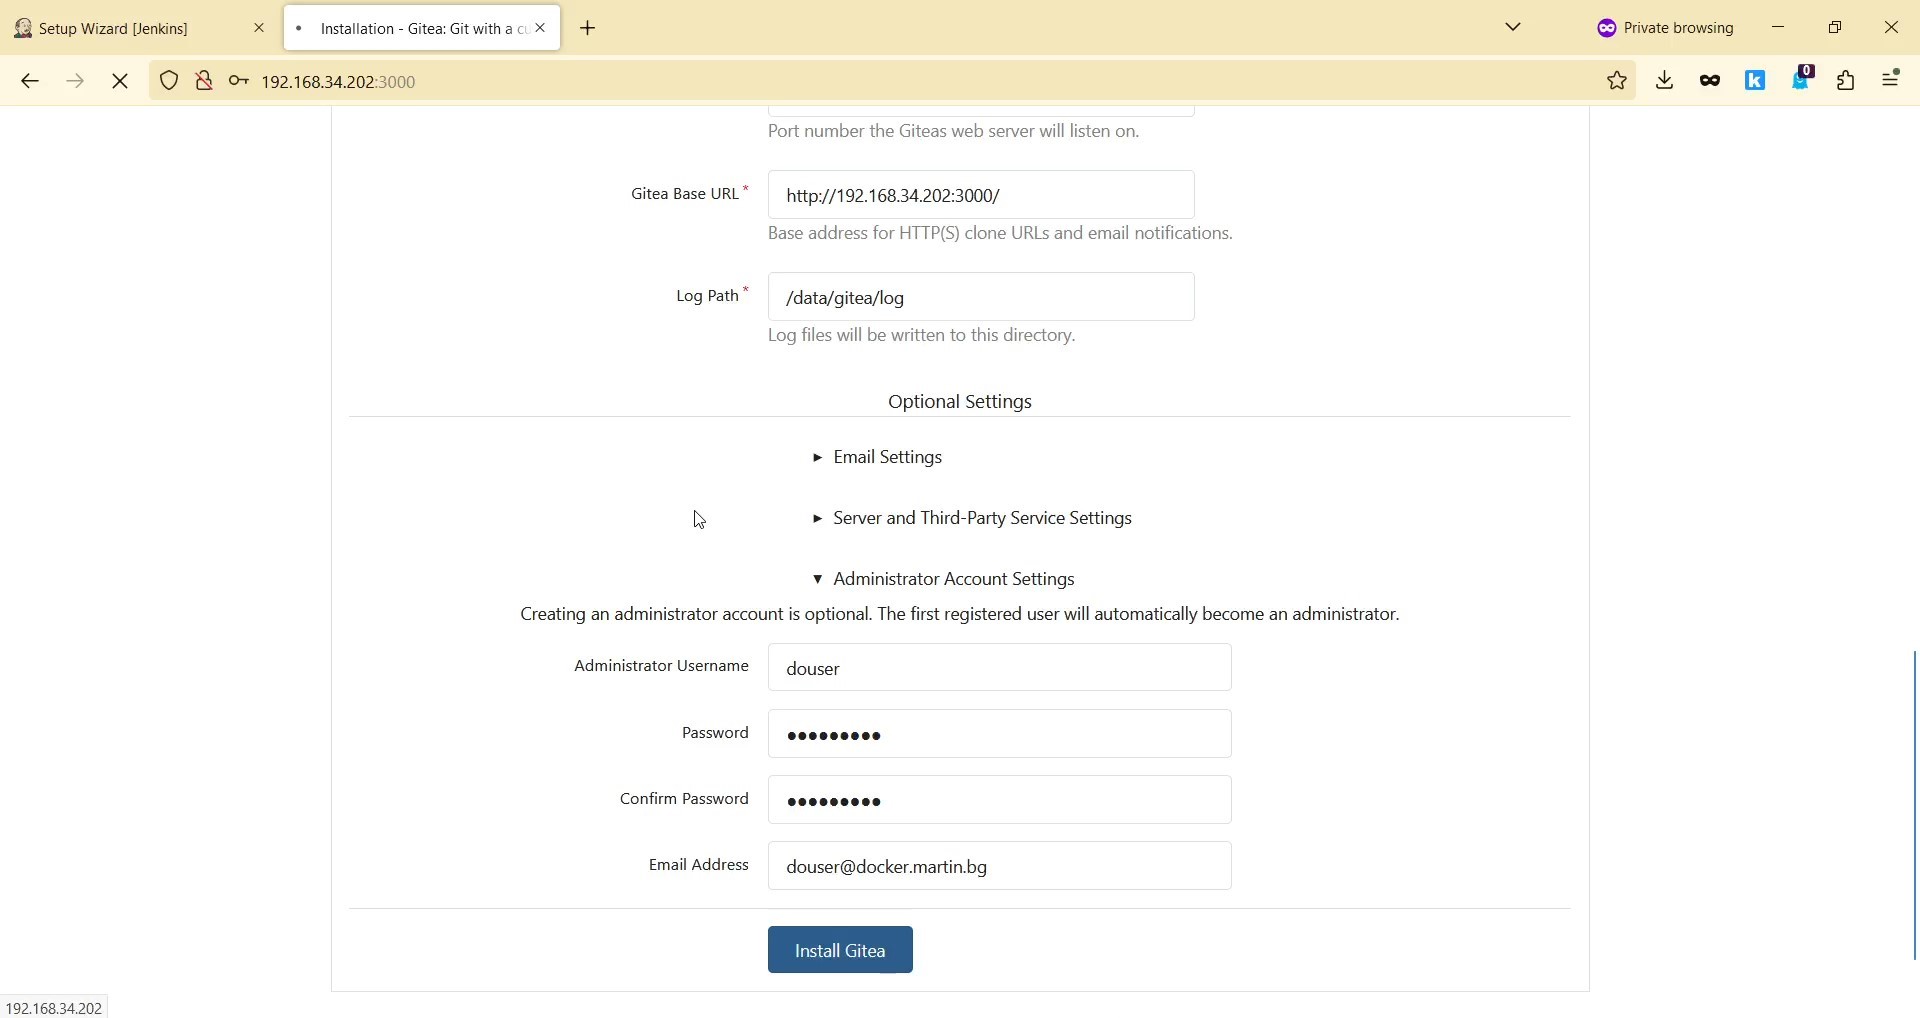 Setup Wizard [Jenkins]
Installation - Gitea: Git with a cu
Private browsing
192.168.34.202:3000
k
0
Port number the Giteas web server will listen on.
Gitea Base URL*
http://192.168.34.202:3000/
Base address for HTTP(S) clone URLs and email notifications.
Log Path*
/data/gitea/log
Log files will be written to this directory.
Optional Settings
Email Settings
Server and Third-Party Service Settings
Administrator Account Settings
Creating an administrator account is optional. The first registered user will automatically become an administrator.
Administrator Username
douser
Password
●●●●●●●●●
Confirm Password
●●●●●●●●●
Email Address
douser@docker.martin.bg
Install Gitea
192.168.34.202